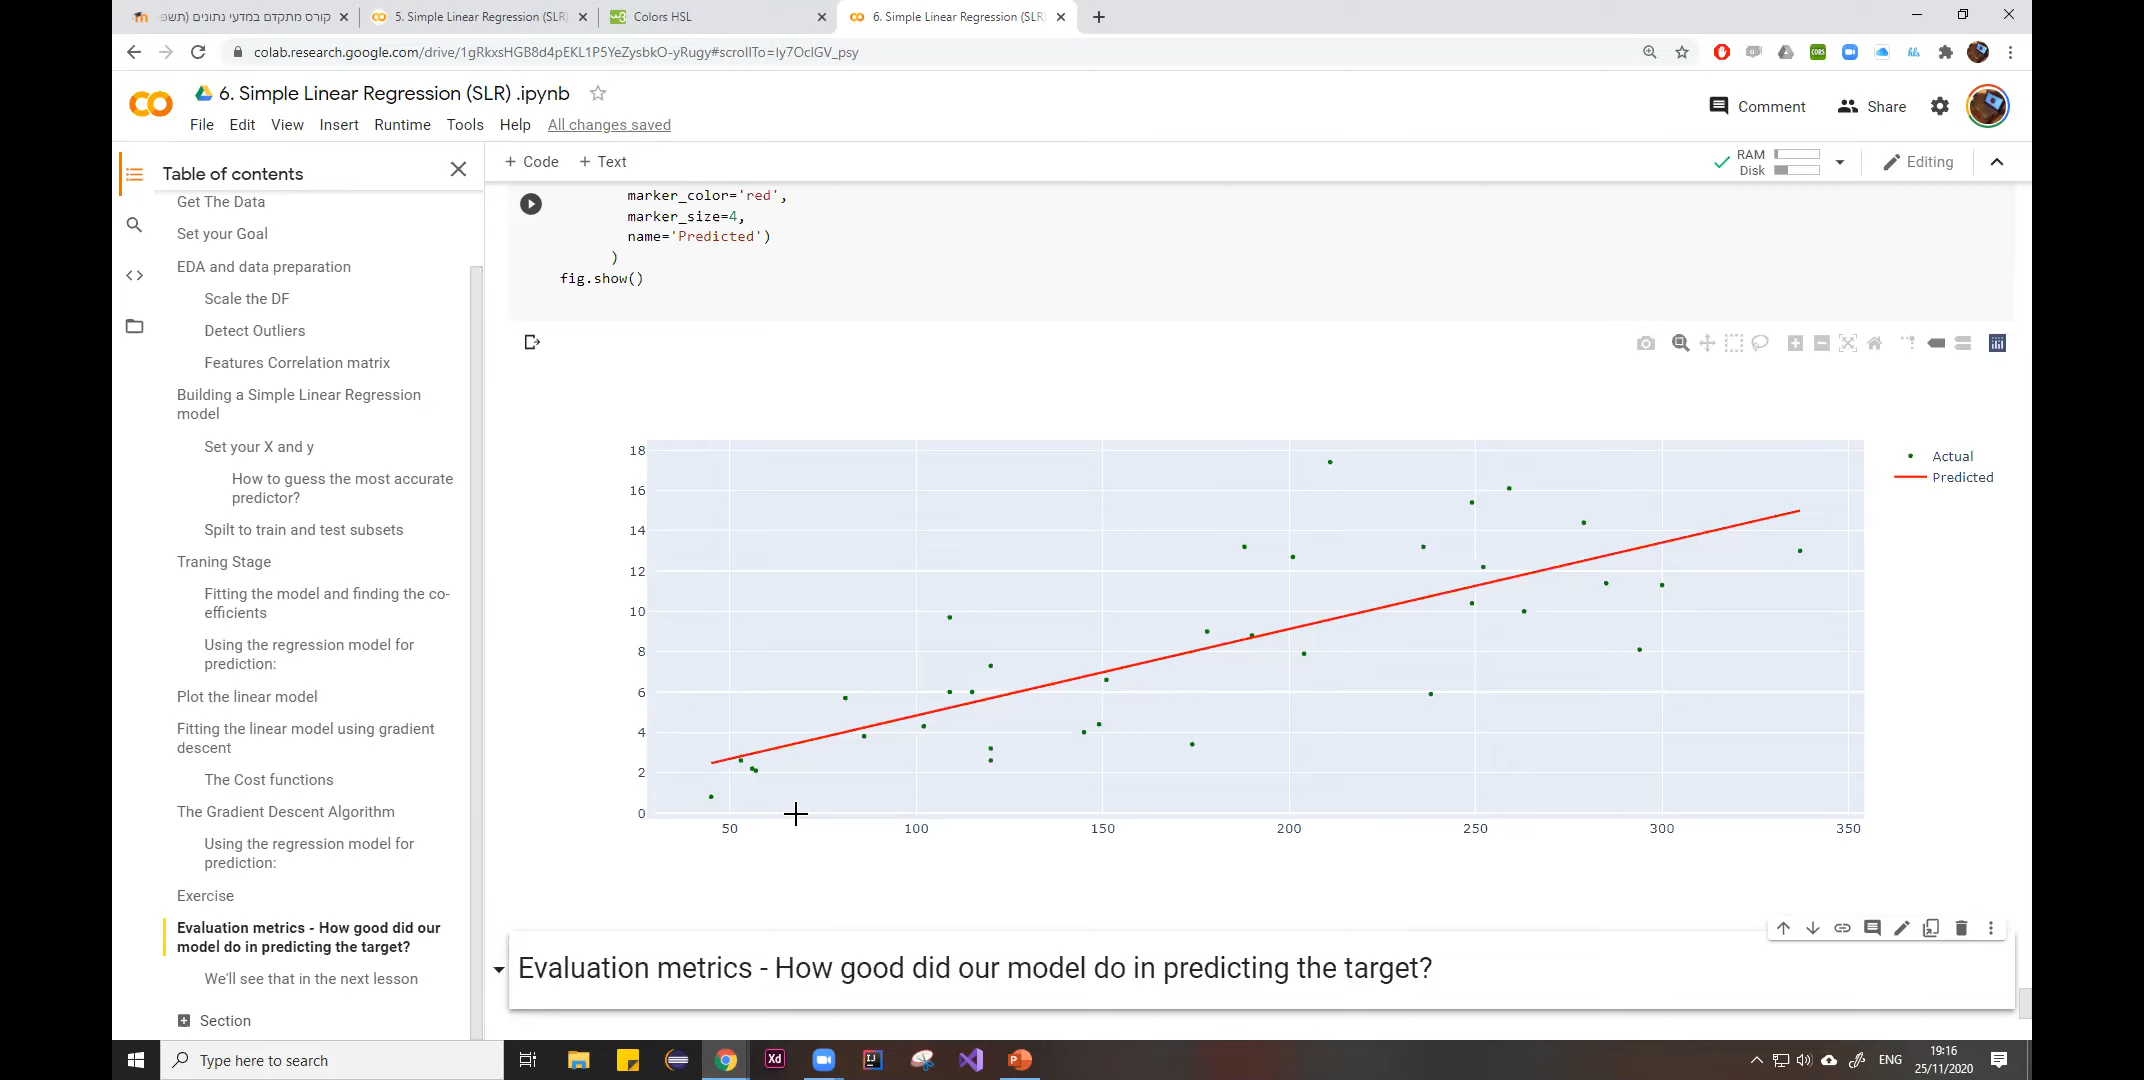 קורס מתקדם במדעי נתונים (תשפ
5. Simple Linear Regression (SLR)
Colors HSL
6. Simple Linear Regression (SLR
colab.research.google.com/drive/1gRkxsHGB8d4pEKL1P5YeZysbkO-yRugy#scrollTo=Iy7OclGV_psy
6. Simple Linear Regression (SLR) .ipynb
Comment
Share
File Edit View Insert Runtime Tools Help All changes saved
Table of contents
+ Code + Text
RAM
Disk
Editing
Get The Data
Set your Goal
EDA and data preparation
Scale the DF
Detect Outliers
Features Correlation matrix
Building a Simple Linear Regression
model
Set your X and y
How to guess the most accurate
predictor?
Spilt to train and test subsets
Traning Stage
Fitting the model and finding the co-
efficients
Using the regression model for
prediction:
Plot the linear model
Fitting the linear model using gradient
descent
The Cost functions
The Gradient Descent Algorithm
Using the regression model for
prediction:
Exercise
Evaluation metrics - How good did our
model do in predicting the target?
We'll see that in the next lesson
Section
marker_color='red',
marker_size=4,
name='Predicted')
)
fig.show()
18
16
14
12
10
8
6
4
2
0
50 100 150 200 250 300 350
Actual
Predicted
Evaluation metrics - How good did our model do in predicting the target?
Type here to search
Xd
IJ
P
ENG
19:16
25/11/2020